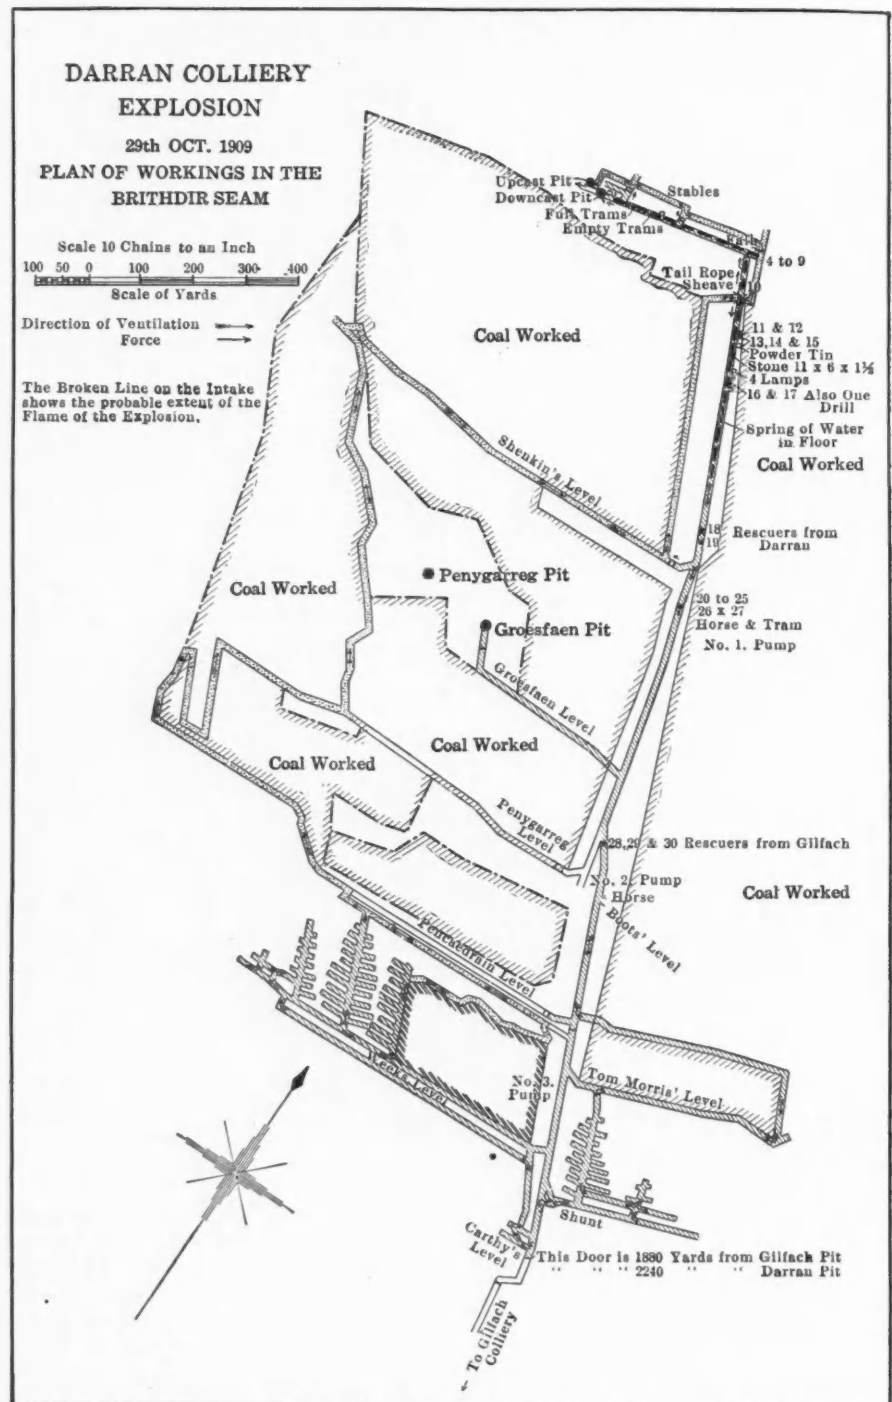 DARRAN COLLIERY
EXPLOSION
29th OCT. 1909
PLAN OF WORKINGS IN THE
BRITHDIR SEAM
Scale 10 Chains to an Inch
100 50 0 100 200 300 400
Scale of Yards
Direction of Ventilation
Force
The Broken Line on the Intake
shows the probable extent of the
Flame of the Explosion.
Upcast Pit
Downcast Pit
Full Trams
Empty Trams
Stables
4 to 9
Tail Rope
Sheave
10
11 & 12
13,14 & 15
Powder Tin
Stone 11 x 6 x 1½
4 Lamps
16 & 17 Also One
Drill
Spring of Water
in Floor
Coal Worked
Coal Worked
Shenkin's Level
18
19
Rescuers from
Darran
Penygarreg Pit
Coal Worked
20 to 25
26 x 27
Horse & Tram
No. 1. Pump
Groesfaen Pit
Groesfaen Level
Coal Worked
Coal Worked
Penygarreg
Level
28,29 & 30 Rescuers from Gilfach
No. 2. Pump
Horse
Boots' Level
Coal Worked
Level
Leeks Level
No. 3.
Pump
Tom Morris' Level
Shunt
Carthy's
Level
This Door is 1880 Yards from Gilfach Pit
" " " 2240 " " Darran Pit
To Gilfach
Colliery